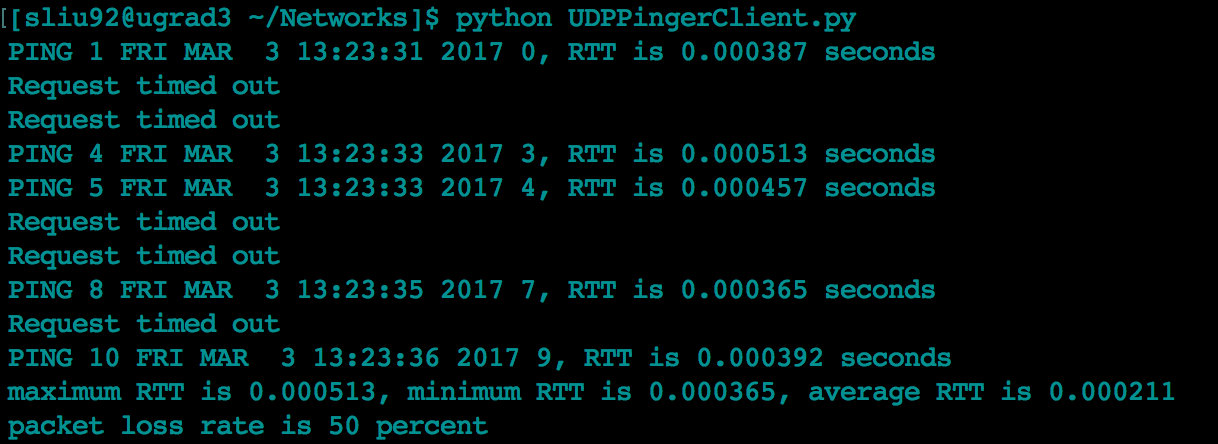 [[sliu92@ugrad3 ~/Networks]$ python UDPPingerClient.py
PING 1 FRI MAR  3 13:23:31 2017 0, RTT is 0.000387 seconds
Request timed out
Request timed out
PING 4 FRI MAR  3 13:23:33 2017 3, RTT is 0.000513 seconds
PING 5 FRI MAR  3 13:23:33 2017 4, RTT is 0.000457 seconds
Request timed out
Request timed out
PING 8 FRI MAR  3 13:23:35 2017 7, RTT is 0.000365 seconds
Request timed out
PING 10 FRI MAR  3 13:23:36 2017 9, RTT is 0.000392 seconds
maximum RTT is 0.000513, minimum RTT is 0.000365, average RTT is 0.000211
packet loss rate is 50 percent